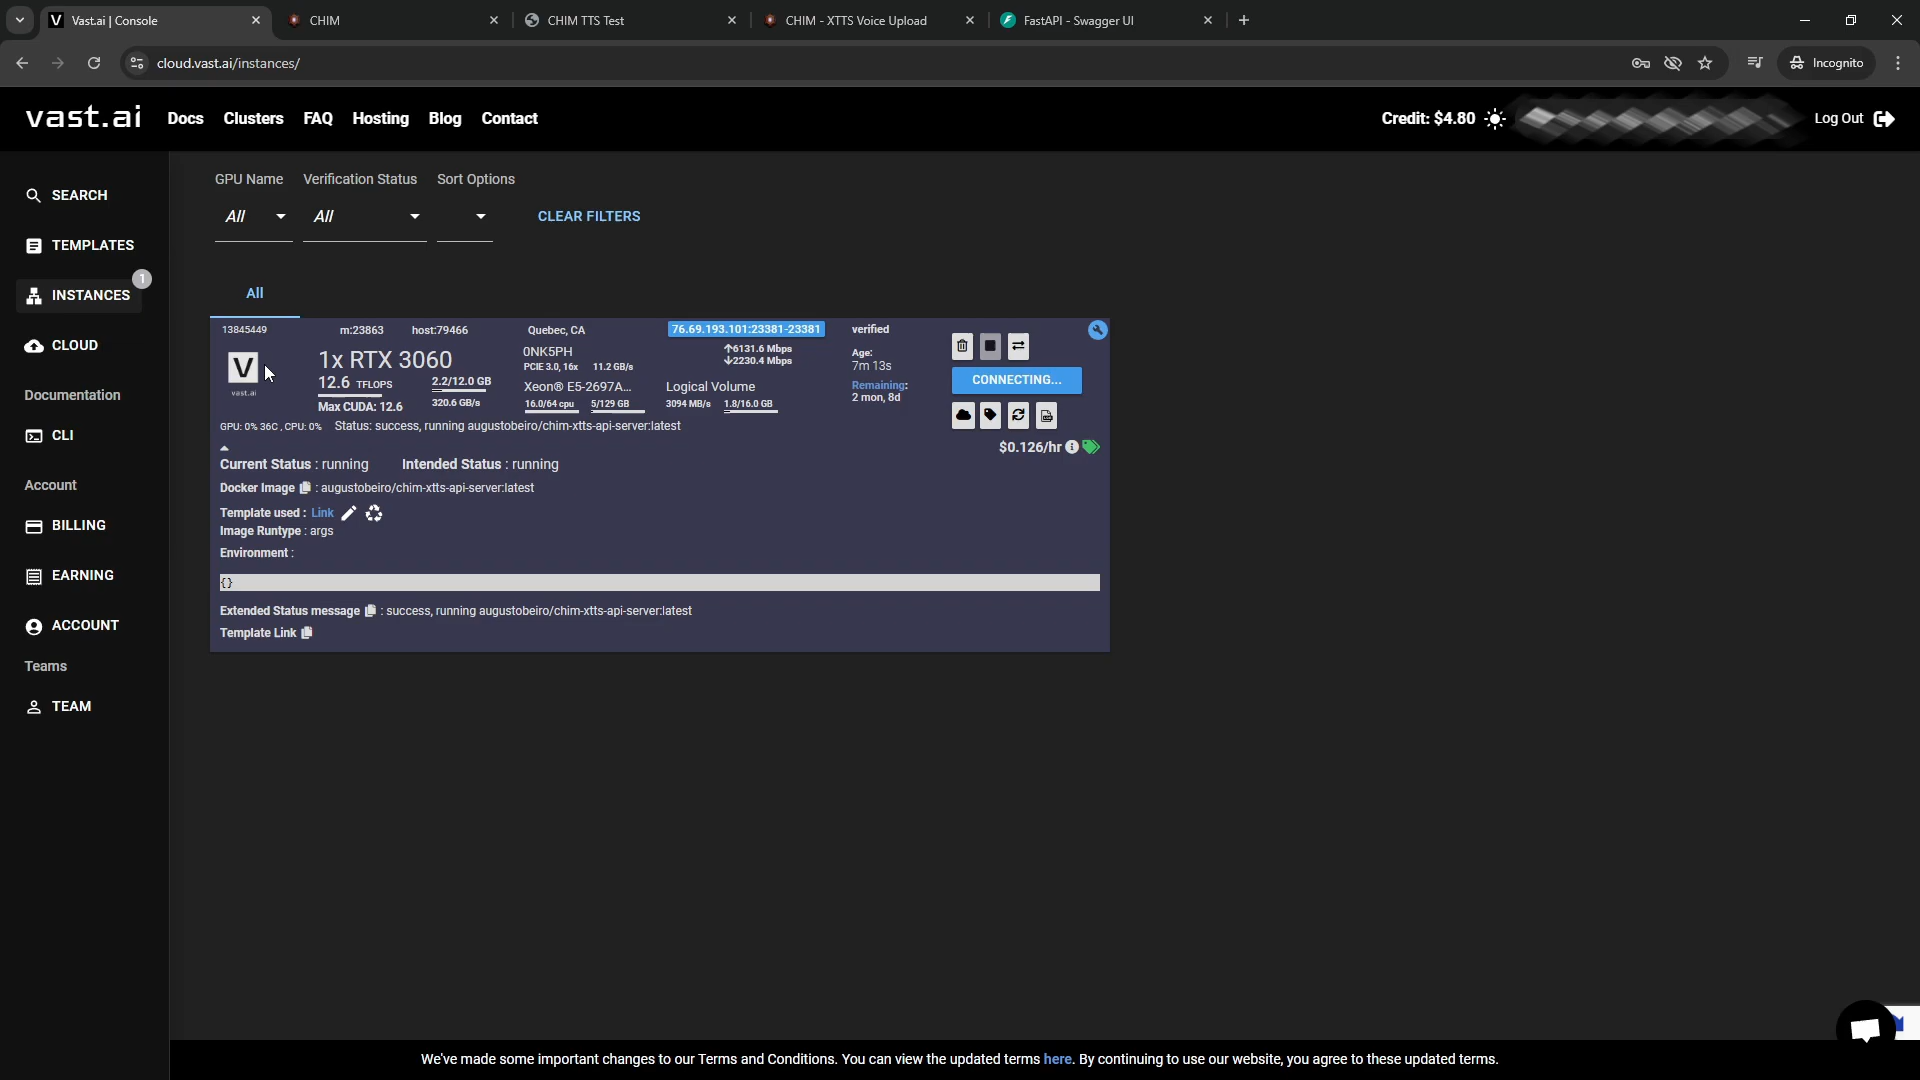 Vast.ai | Console
CHIM
CHIM TTS Test
CHIM - XTTS Voice Upload
FastAPI - Swagger UI
cloud.vast.ai/instances/
Incognito
vast.ai
Docs
Clusters
FAQ
Hosting
Blog
Contact
Credit: $4.80
Log Out
SEARCH
TEMPLATES
INSTANCES
1
CLOUD
Documentation
CLI
Account
BILLING
EARNING
ACCOUNT
Teams
TEAM
GPU Name
Verification Status
Sort Options
All
All
CLEAR FILTERS
All
13845449
m:23863
host:79466
Quebec, CA
76.69.193.101:23381-23381
verified
V
vast.ai
1x RTX 3060
12.6 TFLOPS
Max CUDA: 12.6
2.2/12.0 GB
320.6 GB/s
0NK5PH
PCIE 3.0, 16x
11.2 GB/s
Xeon® E5-2697A...
16.0/64 cpu
5/129 GB
↑6131.6 Mbps
↓2230.4 Mbps
Logical Volume
3094 MB/s
1.8/16.0 GB
Age:
7m 13s
Remaining:
2 mon, 8d
CONNECTING...
GPU: 0% 36C , CPU: 0%
Status: success, running augustobeiro/chim-xtts-api-server:latest
$0.126/hr
Current Status : running
Intended Status : running
Docker Image : augustobeiro/chim-xtts-api-server:latest
Template used : Link
Image Runtype : args
Environment :
{}
Extended Status message : success, running augustobeiro/chim-xtts-api-server:latest
Template Link
We've made some important changes to our Terms and Conditions. You can view the updated terms here. By continuing to use our website, you agree to these updated terms.